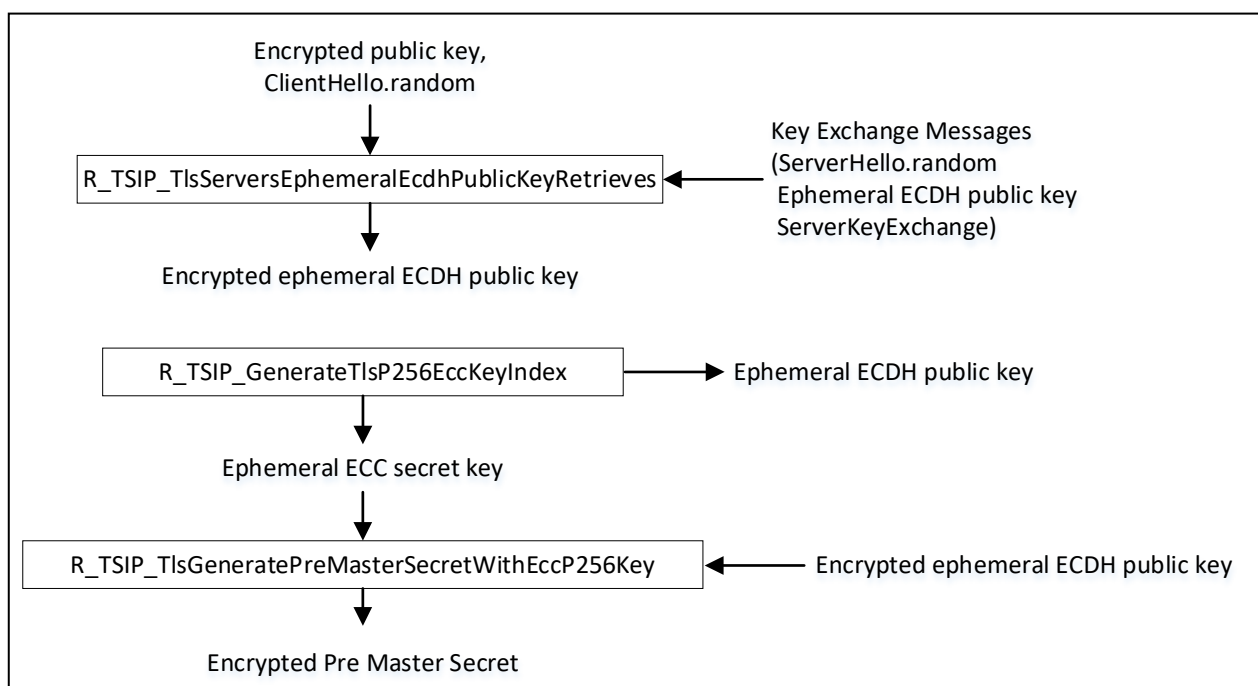 Encrypted public key,
ClientHello.random
Key Exchange Messages
(ServerHello.random
Ephemeral ECDH public key
ServerKeyExchange)
R_TSIP_TlsServersEphemeralEcdhPublicKeyRetrieves
Encrypted ephemeral ECDH public key
R_TSIP_GenerateTlsP256EccKeyIndex
Ephemeral ECDH public key
Ephemeral ECC secret key
R_TSIP_TlsGeneratePreMasterSecretWithEccP256Key
Encrypted ephemeral ECDH public key
Encrypted Pre Master Secret